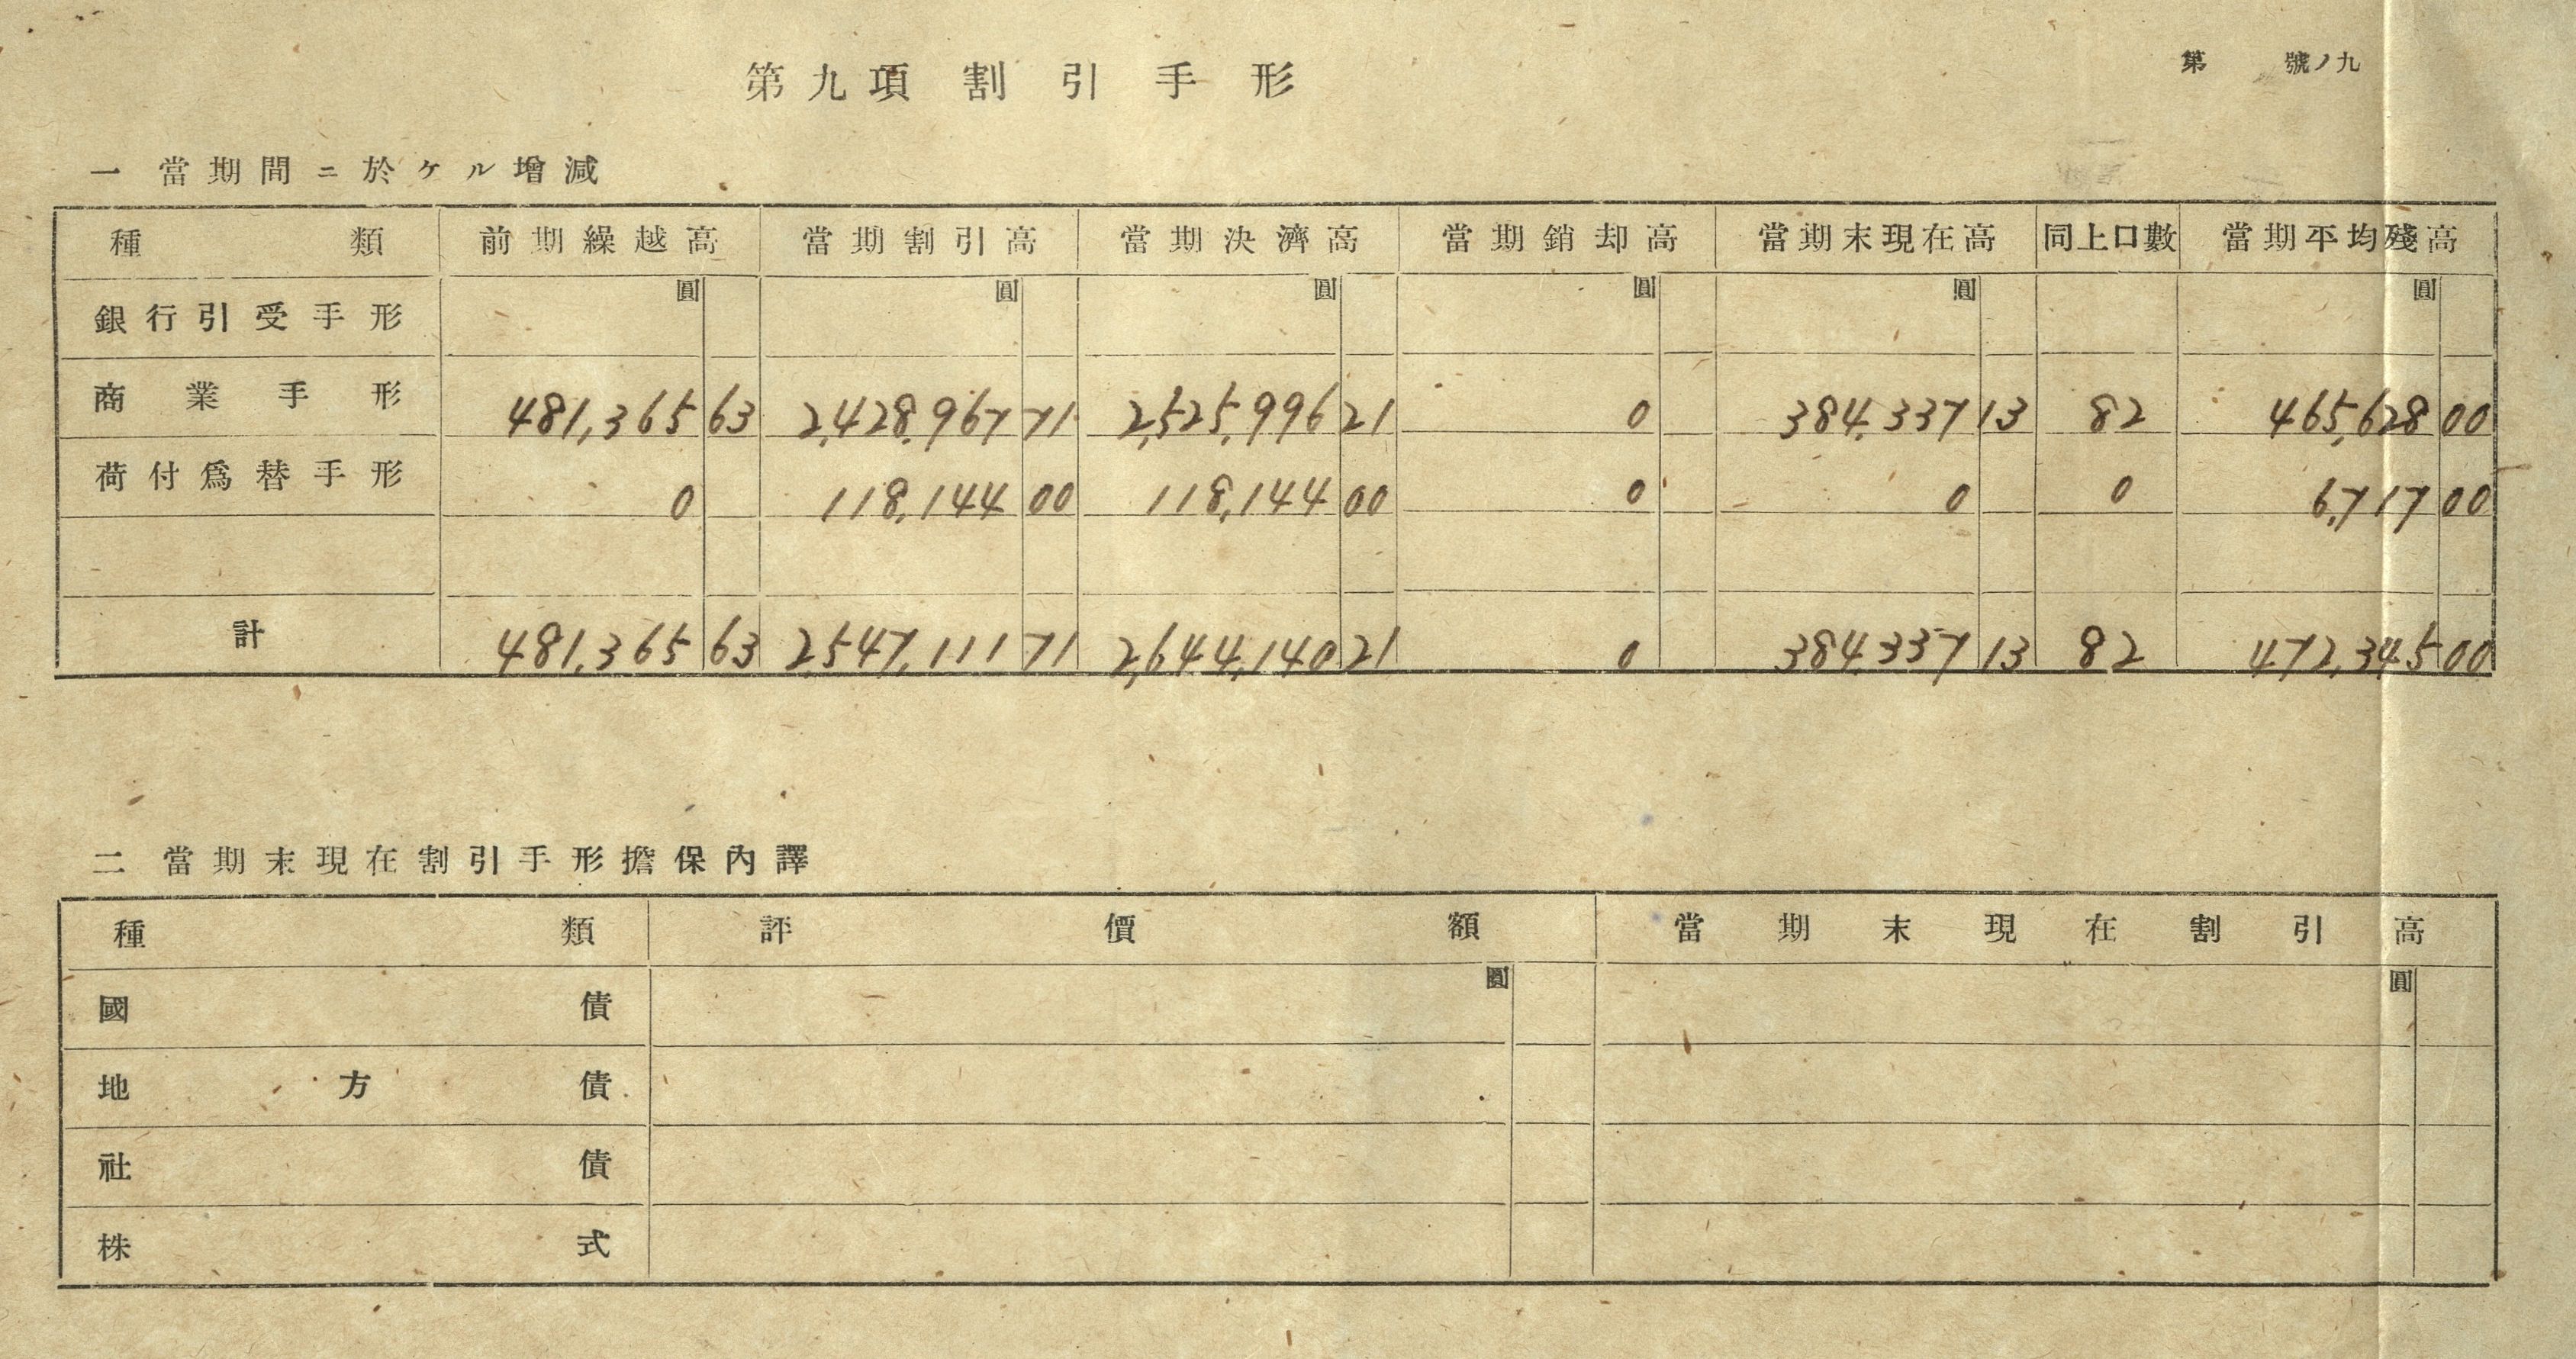 第　號ノ九
第九項 割引手形
一 當期間ニ於ケル增減
種類 前期繰越高 當期割引高 當期決濟高 當期銷却高 當期末現在高 同上口數 當期平均殘高
圓 圓 圓 圓 圓 圓
銀行引受手形
商業手形 481,365 63 2,428,967 71 2,525,996 21 0 384,337 13 82 465,628 00
荷付爲替手形 0 118,144 00 118,144 00 0 0 0 6,717 00
計 481,365 63 2,547,111 71 2,644,140 21 0 384,337 13 82 472,345 00
二 當期末現在割引手形擔保內譯
種類 評價額 當期末現在割引高
圓 圓
國債
地方債
社債
株式